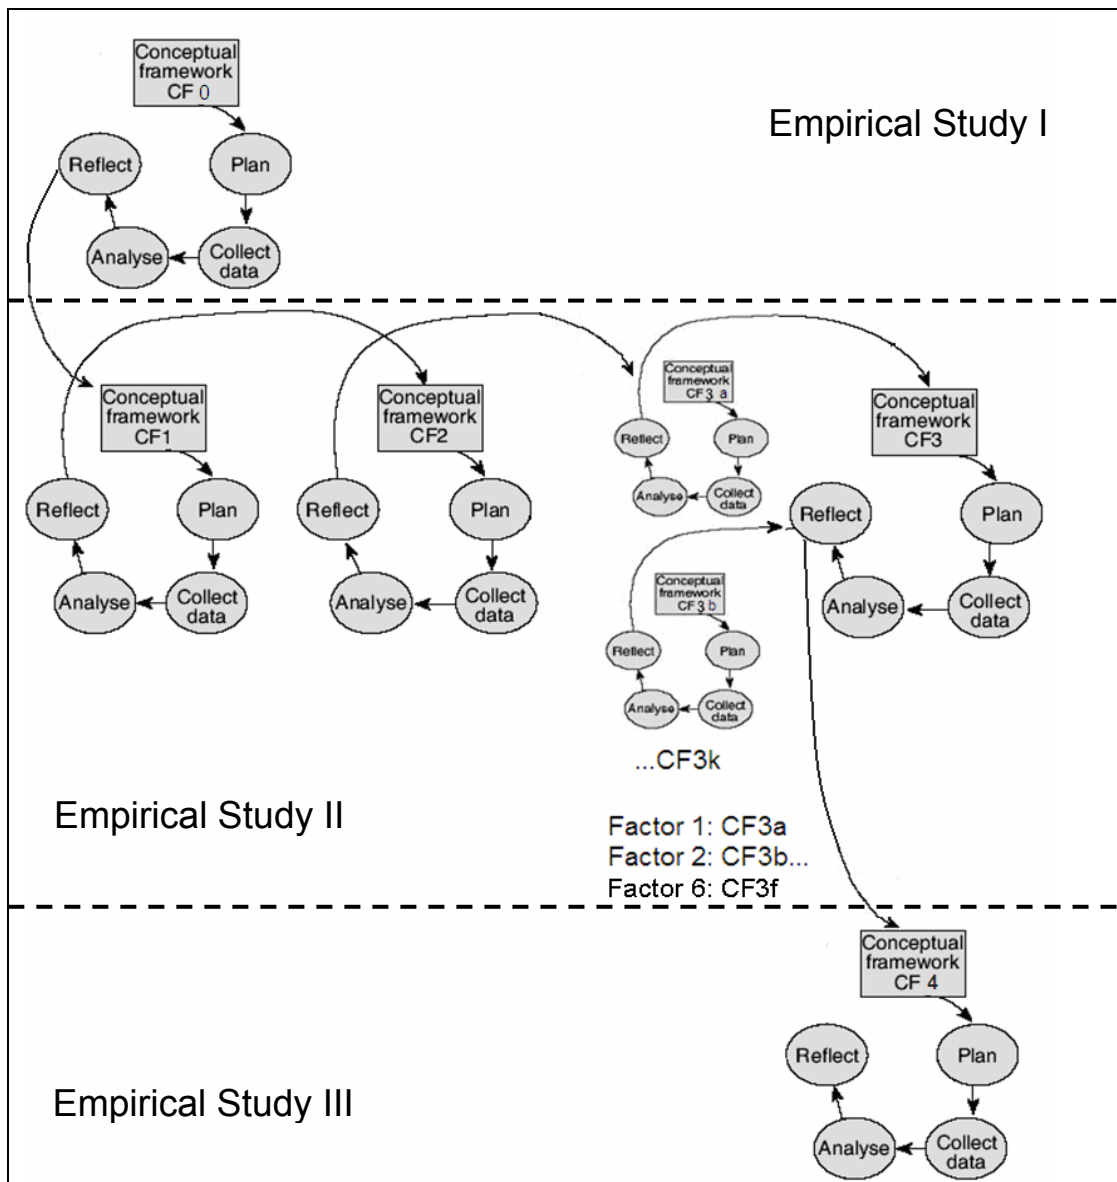 Conceptual
framework
CF 0
Empirical Study I
Reflect
Plan
Analyse
Collect
data
Conceptual
framework
CF1
Reflect
Plan
Analyse
Collect
data
Conceptual
framework
CF2
Reflect
Plan
Analyse
Collect
data
Conceptual
framework
CF3 a
Reflect
Plan
Analyse
Collect
data
Conceptual
framework
CF3
Reflect
Plan
Analyse
Collect
data
Conceptual
framework
CF3 b
Reflect
Plan
Analyse
Collect
data
...CF3k
Empirical Study II
Factor 1: CF3a
Factor 2: CF3b...
Factor 6: CF3f
Conceptual
framework
CF 4
Reflect
Plan
Empirical Study III
Analyse
Collect
data